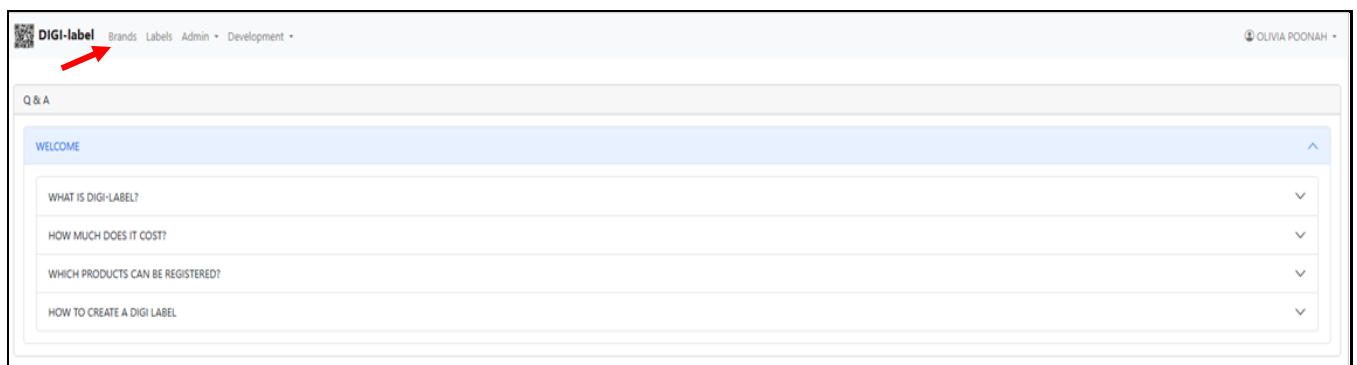 DIGI-label Brands Labels Admin Development OLIVIA POONAH
Q & A
WELCOME
WHAT IS DIGI-LABEL?
HOW MUCH DOES IT COST?
WHICH PRODUCTS CAN BE REGISTERED?
HOW TO CREATE A DIGI LABEL